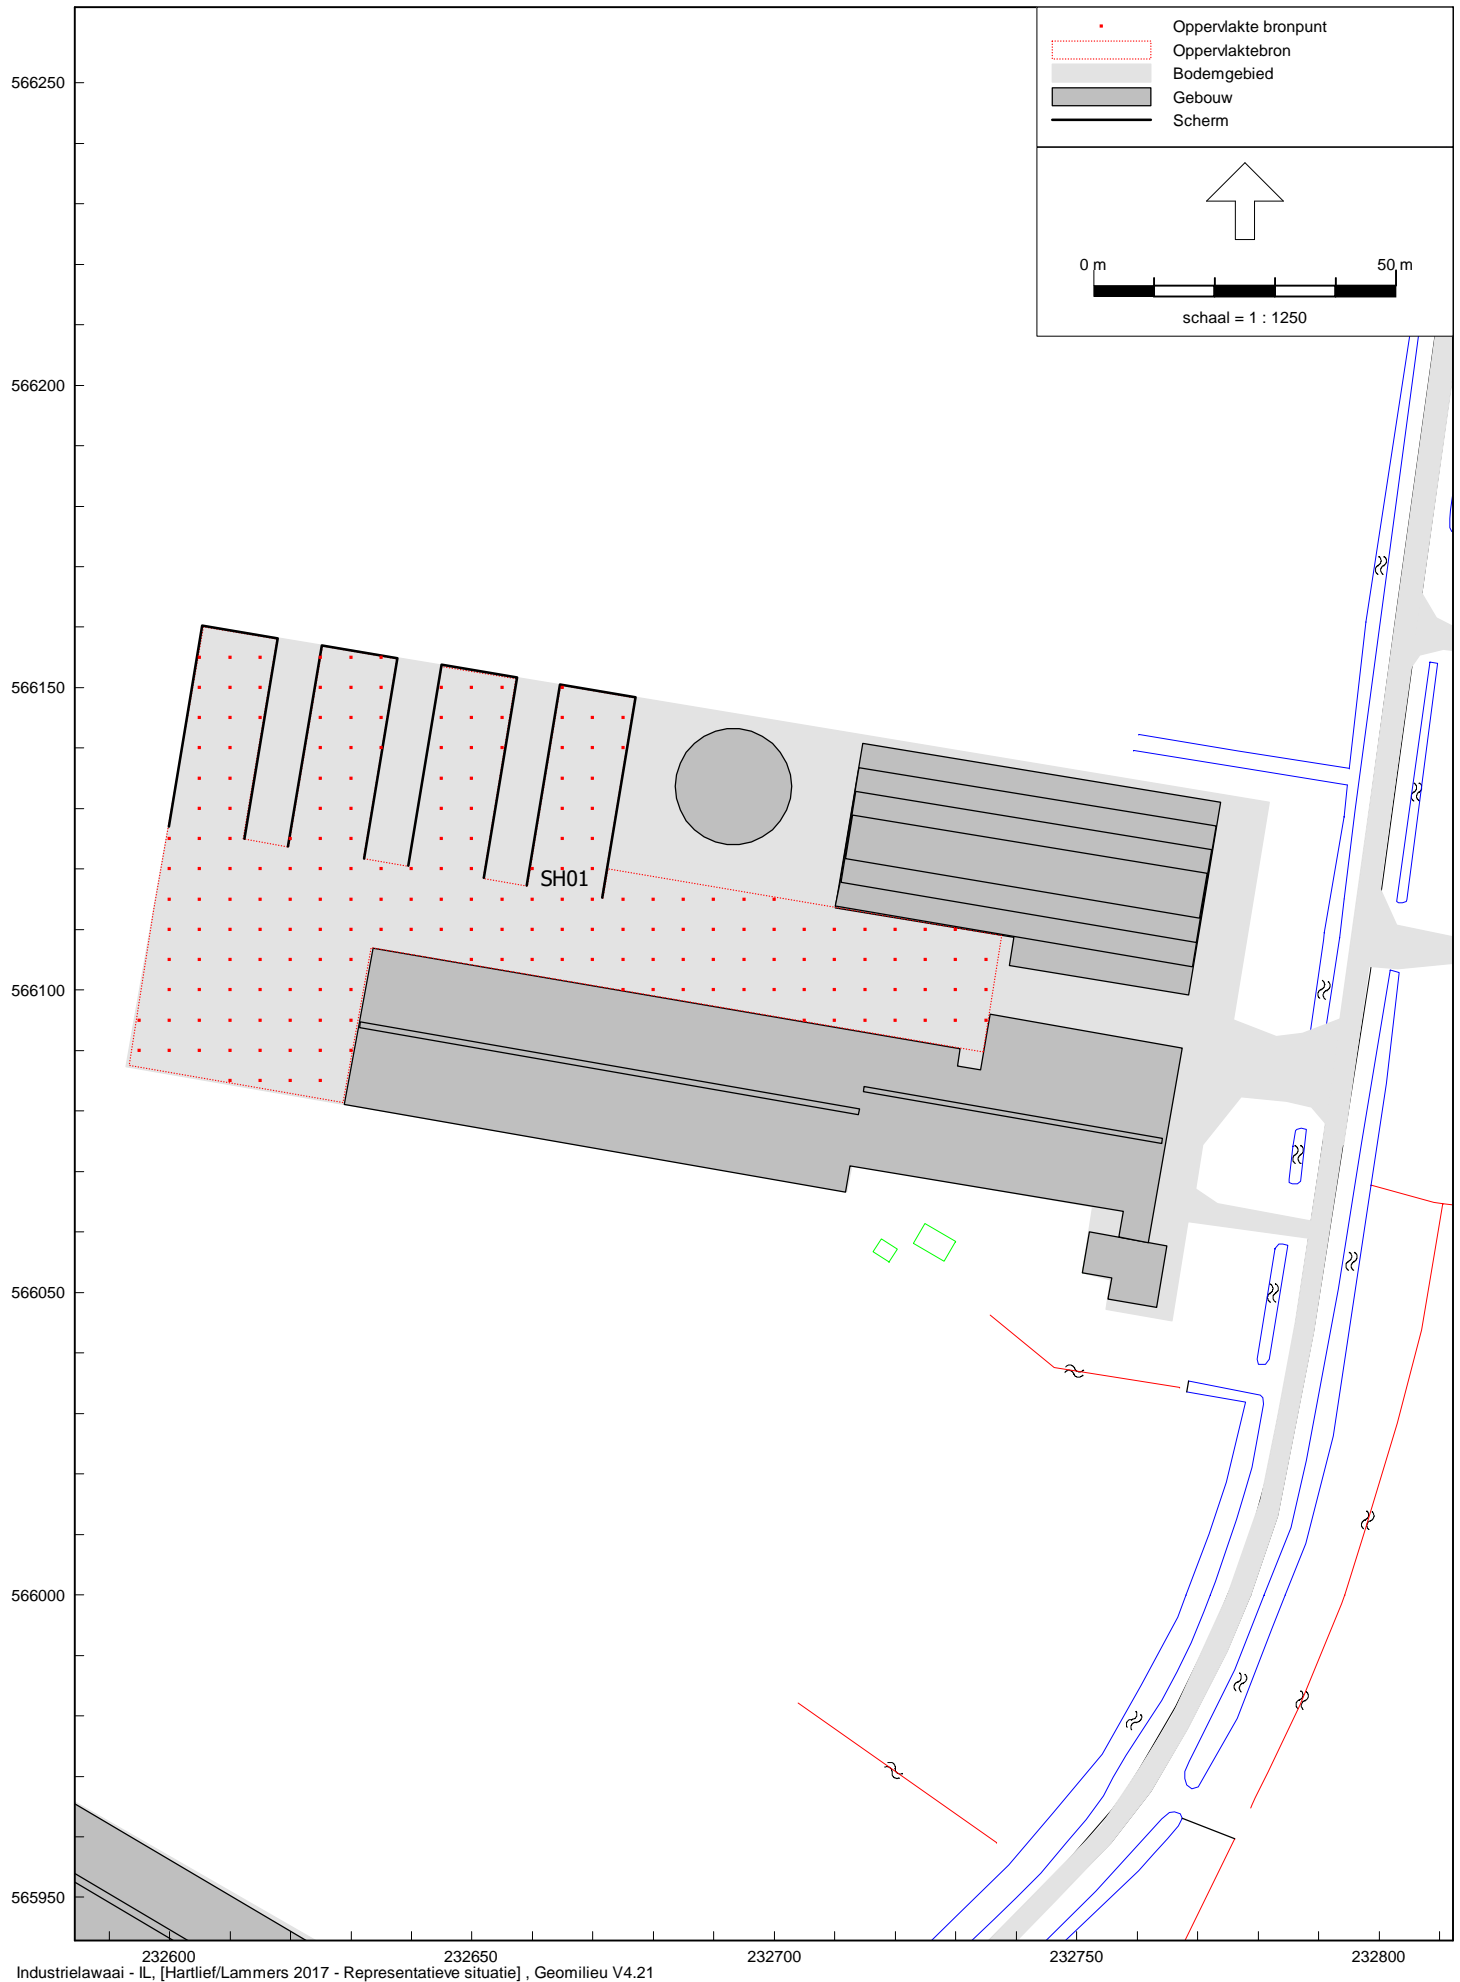 Oppervlakte bronpunt
Oppervlaktebron
Bodemgebied
Gebouw
Scherm
0 m
50 m
schaal = 1 : 1250
566250
566200
566150
566100
566050
566000
565950
SH01
232600
232650
232700
232750
232800
Industrielawaai - IL, [Hartlief/Lammers 2017 - Representatieve situatie] , Geomilieu V4.21